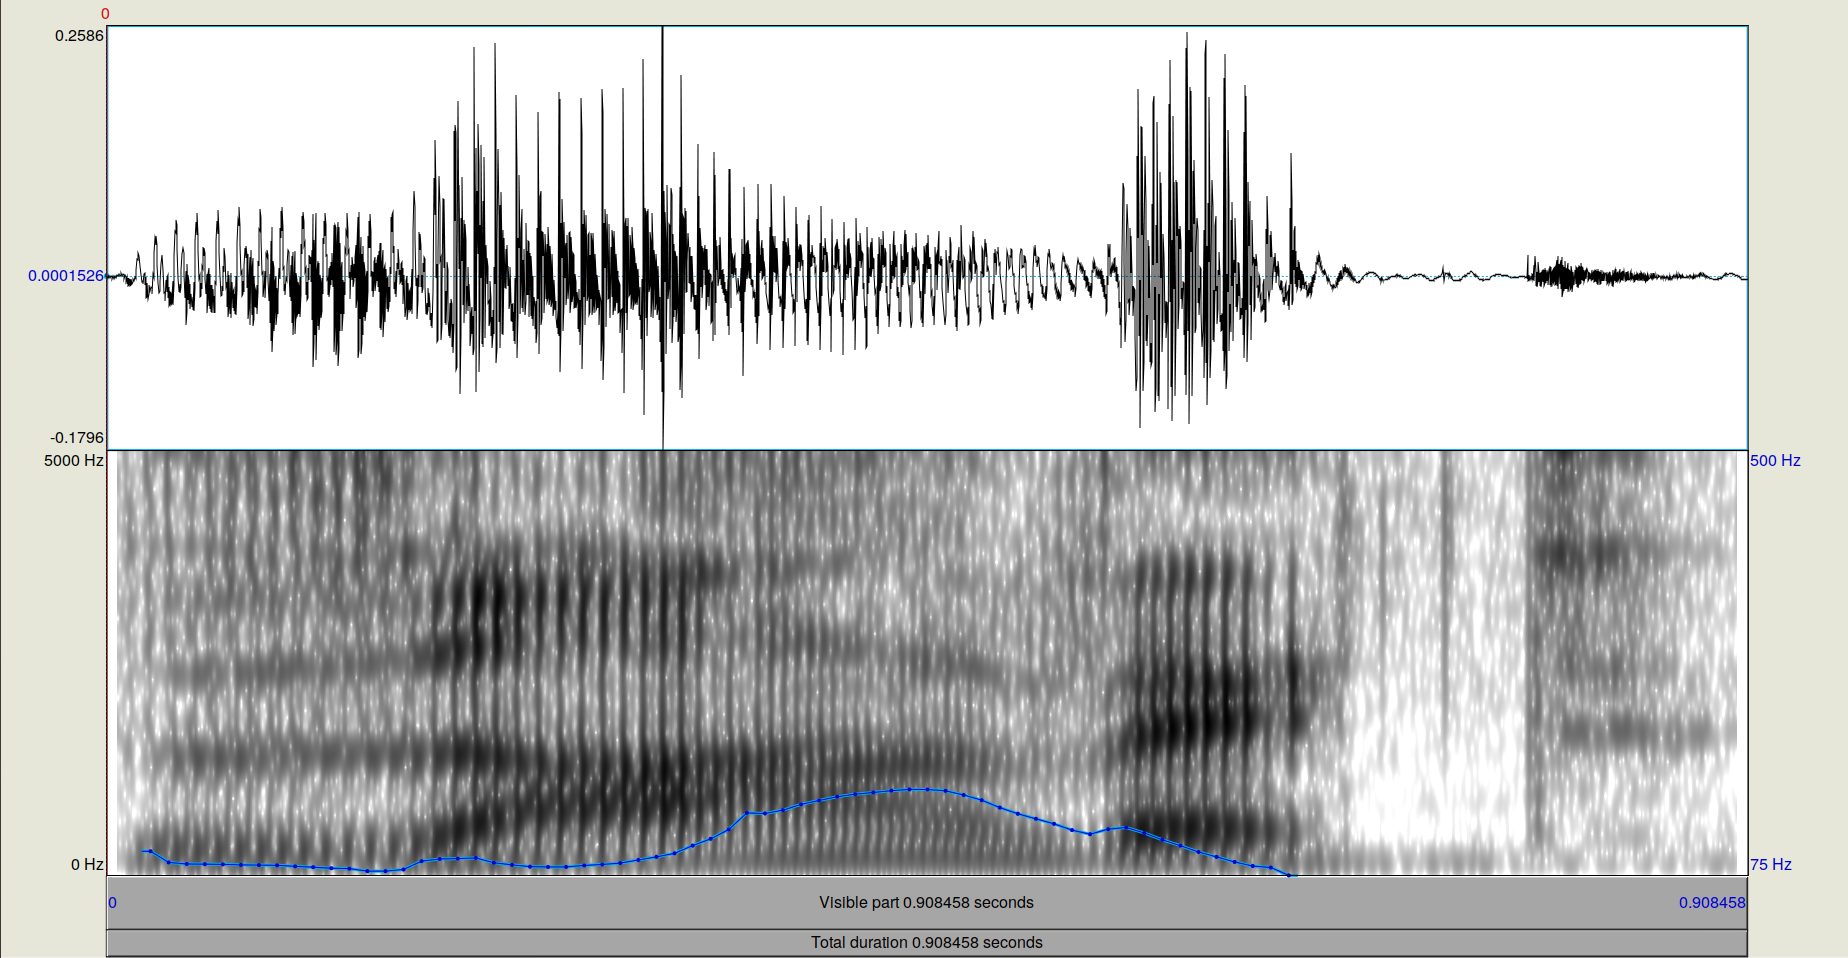 0
0.2586
0.0001526
-0.1796
5000 Hz
500 Hz
0 Hz
75 Hz
0
Visible part 0.908458 seconds
0.908458
Total duration 0.908458 seconds